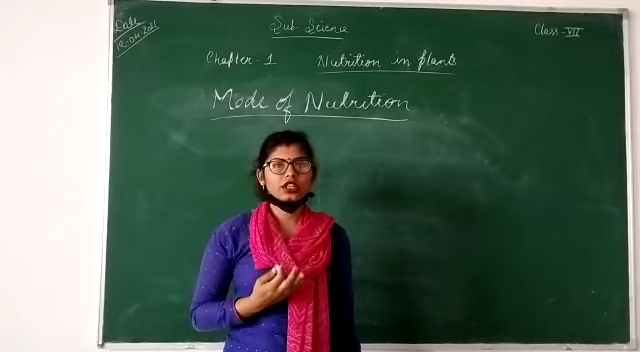 Date
12-04-2021
Sub- Science
Class-VII
Chapter-1 Nutrition in plants
Mode of Nutrition